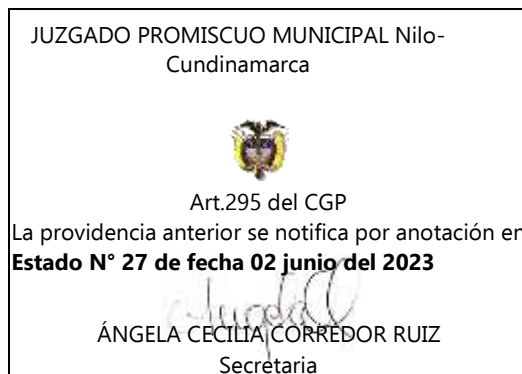 JUZGADO PROMISCUO MUNICIPAL Nilo-
Cundinamarca
Art.295 del CGP
La providencia anterior se notifica por anotación en
Estado N° 27 de fecha 02 junio del 2023
ÁNGELA CECILIA CORREDOR RUIZ
Secretaria